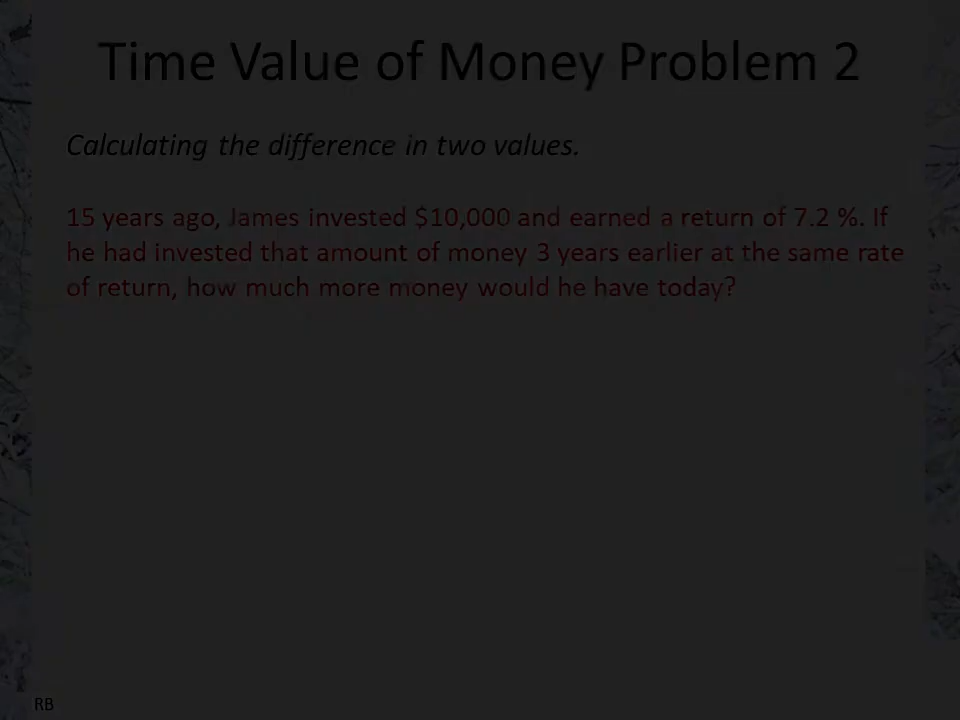 Time Value of Money Problem 2
Calculating the difference in two values.
15 years ago, James invested $10,000 and earned a return of 7.2 %. If
he had invested that amount of money 3 years earlier at the same rate
of return, how much more money would he have today?
RB